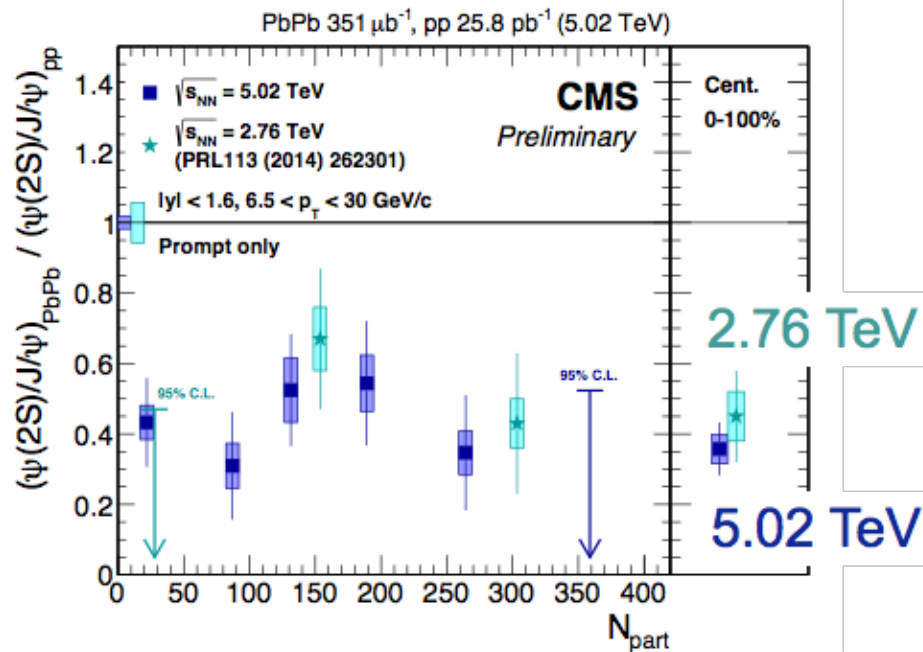 PbPb 351 μb⁻¹, pp 25.8 pb⁻¹ (5.02 TeV)
(ψ(2S)/J/ψ)PbPb / (ψ(2S)/J/ψ)pp
1.4
1.2
1
0.8
0.6
0.4
0.2
0
√sNN = 5.02 TeV
√sNN = 2.76 TeV
(PRL113 (2014) 262301)
CMS
Preliminary
Cent.
0-100%
|y| < 1.6, 6.5 < pT < 30 GeV/c
Prompt only
95% C.L.
95% C.L.
2.76 TeV
5.02 TeV
0 50 100 150 200 250 300 350 400
Npart